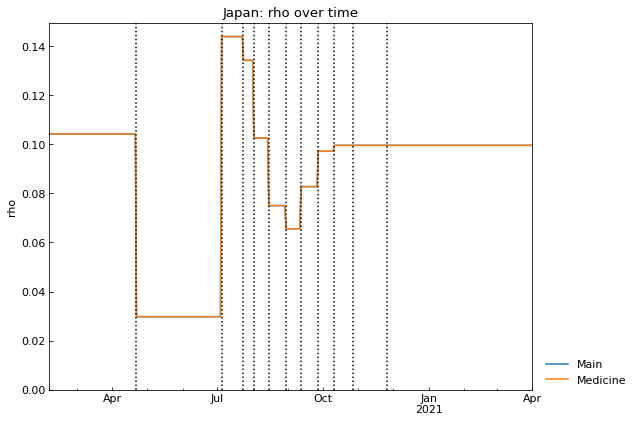 Japan: rho over time
0.14
0.12
0.10
0.08
0.06
0.04
0.02
0.00
rho
Apr
Jul
Oct
Jan
2021
Apr
Main
Medicine